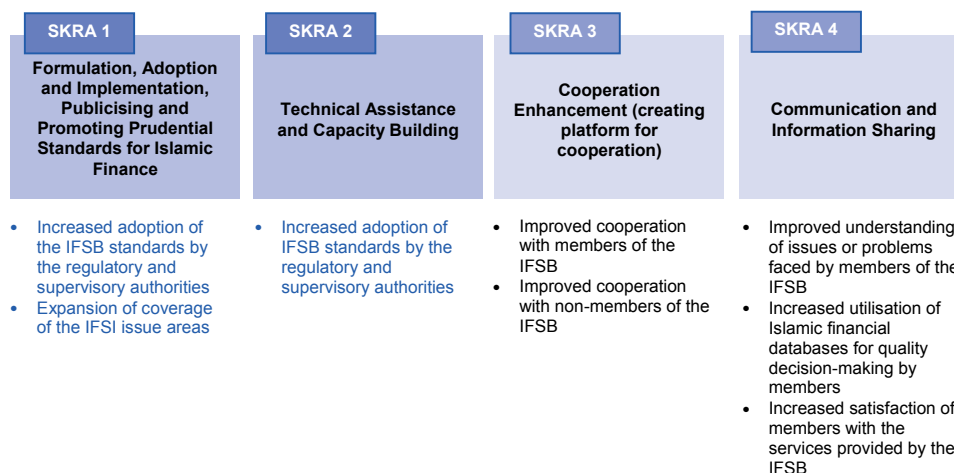 SKRA 1
Formulation, Adoption
and Implementation,
Publicising and
Promoting Prudential
Standards for Islamic
Finance
• Increased adoption of
the IFSB standards by
the regulatory and
supervisory authorities
• Expansion of coverage
of the IFSI issue areas
SKRA 2
Technical Assistance
and Capacity Building
• Increased adoption of
IFSB standards by the
regulatory and
supervisory authorities
SKRA 3
Cooperation
Enhancement (creating
platform for
cooperation)
• Improved cooperation
with members of the
IFSB
• Improved cooperation
with non-members of the
IFSB
SKRA 4
Communication and
Information Sharing
• Improved understanding
of issues or problems
faced by members of the
IFSB
• Increased utilisation of
Islamic financial
databases for quality
decision-making by
members
• Increased satisfaction of
members with the
services provided by the
IFSB